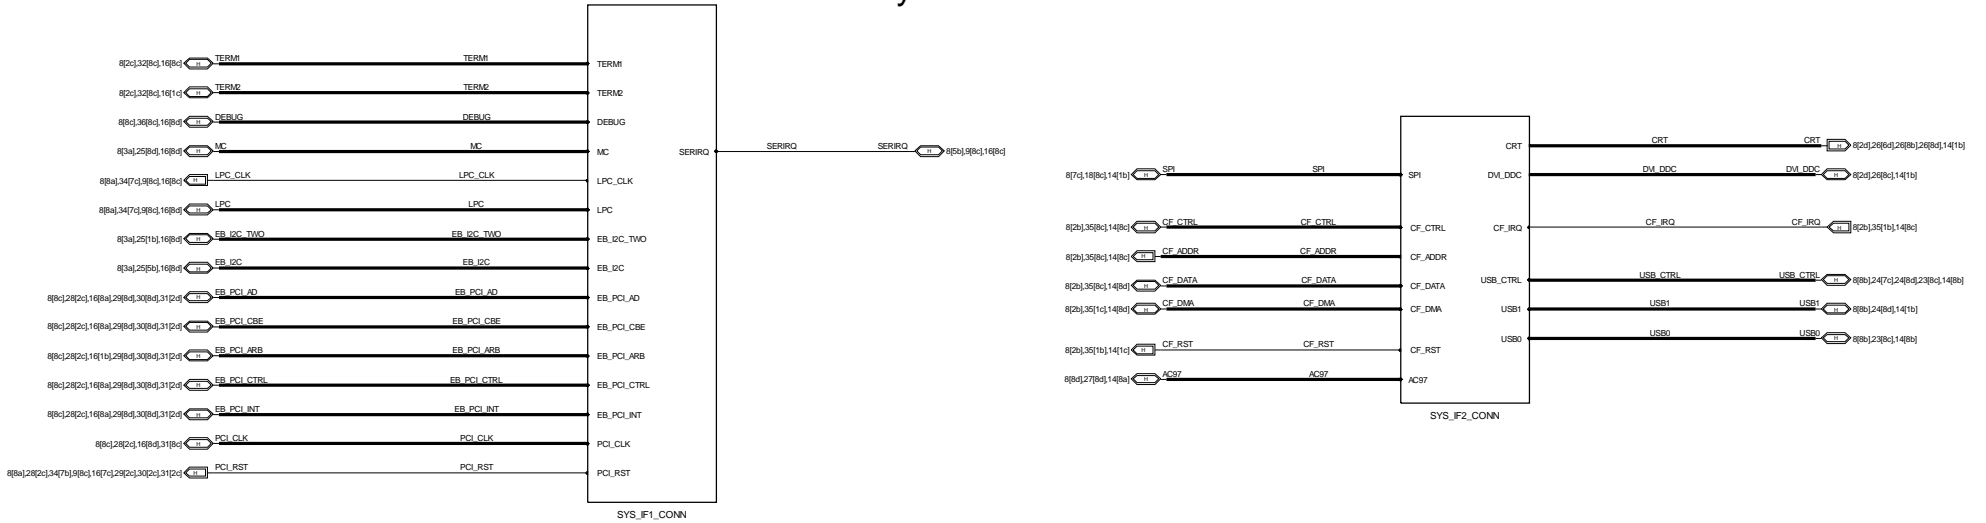 8[2c],32[8c],16[8c] H TERM1 TERM1 TERM1
8[2c],32[8c],16[1c] H TERM2 TERM2 TERM2
8[8c],36[8c],16[8d] H DEBUG DEBUG DEBUG
8[3a],25[8d],16[8d] H MC MC MC
SERIRQ SERIRQ SERIRQ H 8[5b],9[8c],16[8c]
8[8a],34[7c],9[8c],16[8c] H LPC_CLK LPC_CLK LPC_CLK
8[8a],34[7c],9[8c],16[8d] H LPC LPC LPC
8[3a],25[1b],16[8d] H EB_I2C_TWO EB_I2C_TWO EB_I2C_TWO
8[3a],25[5b],16[8d] H EB_I2C EB_I2C EB_I2C
8[8c],28[2c],16[8a],29[8d],30[8d],31[2d] H EB_PCI_AD EB_PCI_AD EB_PCI_AD
8[8c],28[2c],16[8a],29[8d],30[8d],31[2d] H EB_PCI_CBE EB_PCI_CBE EB_PCI_CBE
8[8c],28[2c],16[1b],29[8d],30[8d],31[2d] H EB_PCI_ARB EB_PCI_ARB EB_PCI_ARB
8[8c],28[2c],16[8a],29[8d],30[8d],31[2d] H EB_PCI_CTRL EB_PCI_CTRL EB_PCI_CTRL
8[8c],28[2c],16[8a],29[8d],30[8d],31[2d] H EB_PCI_INT EB_PCI_INT EB_PCI_INT
8[8c],28[2c],16[8d],31[8c] H PCI_CLK PCI_CLK PCI_CLK
8[8a],28[2c],34[7b],9[8c],16[7c],29[2c],30[2c],31[2c] H PCI_RST PCI_RST PCI_RST
SYS_IF1_CONN
CRT CRT CRT H 8[2d],26[6d],26[8b],26[8d],14[1b]
8[7c],18[8c],14[1b] H SPI SPI SPI
DVI_DDC DVI_DDC DVI_DDC H 8[2d],26[8c],14[1b]
8[2b],35[8c],14[8c] H CF_CTRL CF_CTRL CF_CTRL
CF_IRQ CF_IRQ CF_IRQ H 8[2b],35[1b],14[8c]
8[2b],35[8c],14[8c] H CF_ADDR CF_ADDR CF_ADDR
USB_CTRL USB_CTRL USB_CTRL H 8[8b],24[7c],24[8d],23[8c],14[8b]
8[2b],35[8c],14[8d] H CF_DATA CF_DATA CF_DATA
8[2b],35[1c],14[8d] H CF_DMA CF_DMA CF_DMA
USB1 USB1 USB1 H 8[8b],24[8d],14[1b]
USB0 USB0 USB0 H 8[8b],23[8c],14[8b]
8[2b],35[1b],14[1c] H CF_RST CF_RST CF_RST
8[8d],27[8d],14[8a] H AC97 AC97 AC97
SYS_IF2_CONN